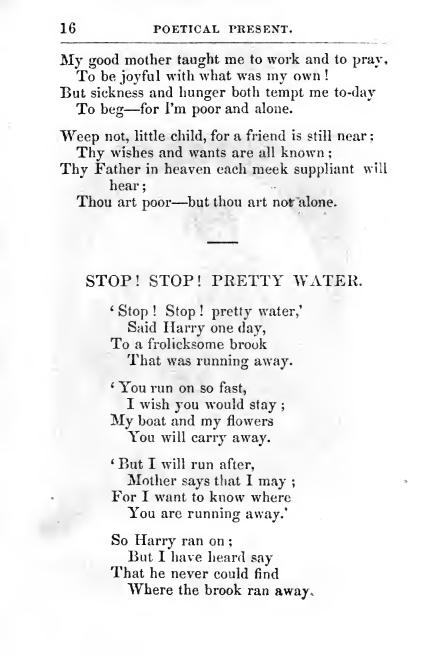 16 POETICAL PRESENT.
My good mother taught me to work and to pray,
To be joyful with what was my own !
But sickness and hunger both tempt me to-day
To beg—for I'm poor and alone.
Weep not, little child, for a friend is still near ;
Thy wishes and wants are all known ;
Thy Father in heaven each meek suppliant will
hear ;
Thou art poor—but thou art not alone.
STOP ! STOP ! PRETTY WATER.
‘ Stop ! Stop ! pretty water,’
Said Harry one day,
To a frolicksome brook
That was running away.
‘ You run on so fast,
I wish you would stay ;
My boat and my flowers
You will carry away.
‘ But I will run after,
Mother says that I may ;
For I want to know where
You are running away.’
So Harry ran on ;
But I have heard say
That he never could find
Where the brook ran away.